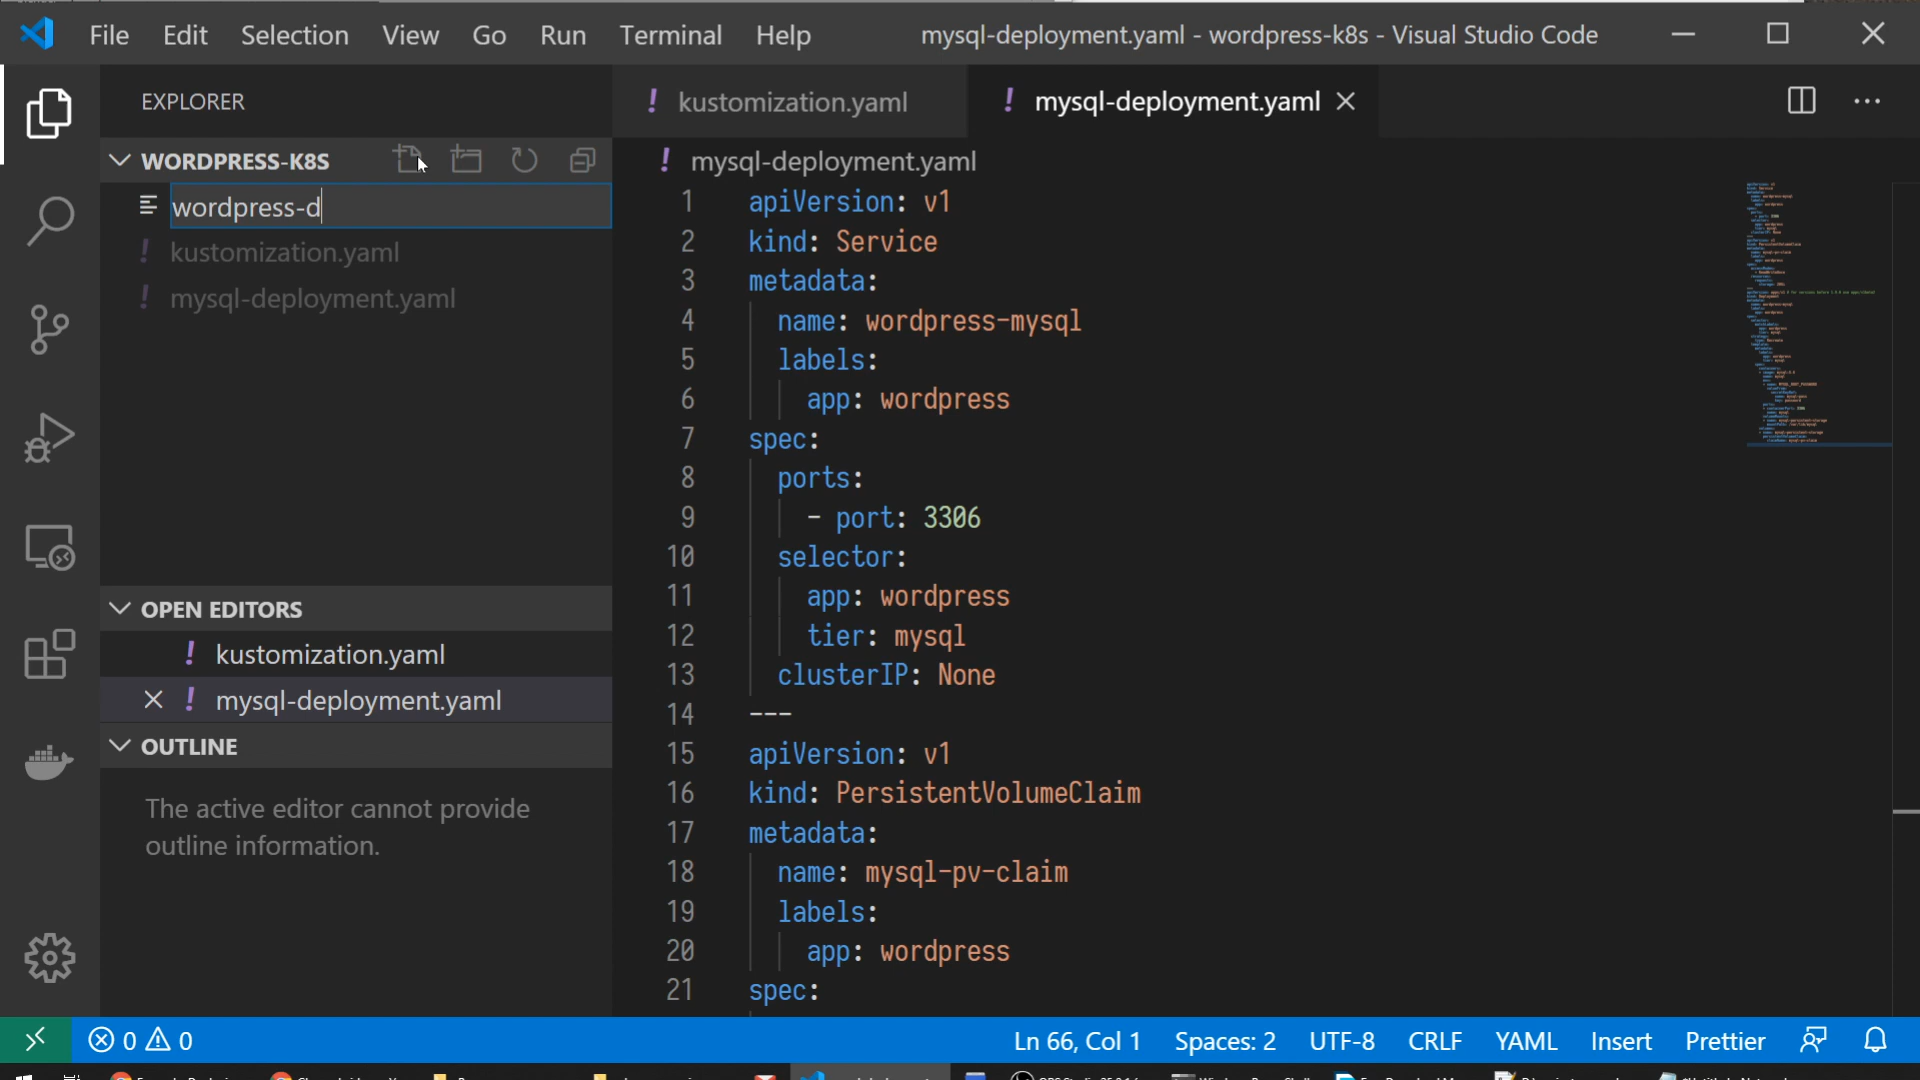 File Edit Selection View Go Run Terminal Help mysql-deployment.yaml - wordpress-k8s - Visual Studio Code
EXPLORER
WORDPRESS-K8S
wordpress-d
! kustomization.yaml
! mysql-deployment.yaml
OPEN EDITORS
! kustomization.yaml
! mysql-deployment.yaml
OUTLINE
The active editor cannot provide
outline information.
! kustomization.yaml ! mysql-deployment.yaml
! mysql-deployment.yaml
1 apiVersion: v1
2 kind: Service
3 metadata:
4 name: wordpress-mysql
5 labels:
6 app: wordpress
7 spec:
8 ports:
9 - port: 3306
10 selector:
11 app: wordpress
12 tier: mysql
13 clusterIP: None
14 ---
15 apiVersion: v1
16 kind: PersistentVolumeClaim
17 metadata:
18 name: mysql-pv-claim
19 labels:
20 app: wordpress
21 spec:
0 0 Ln 66, Col 1 Spaces: 2 UTF-8 CRLF YAML Insert Prettier